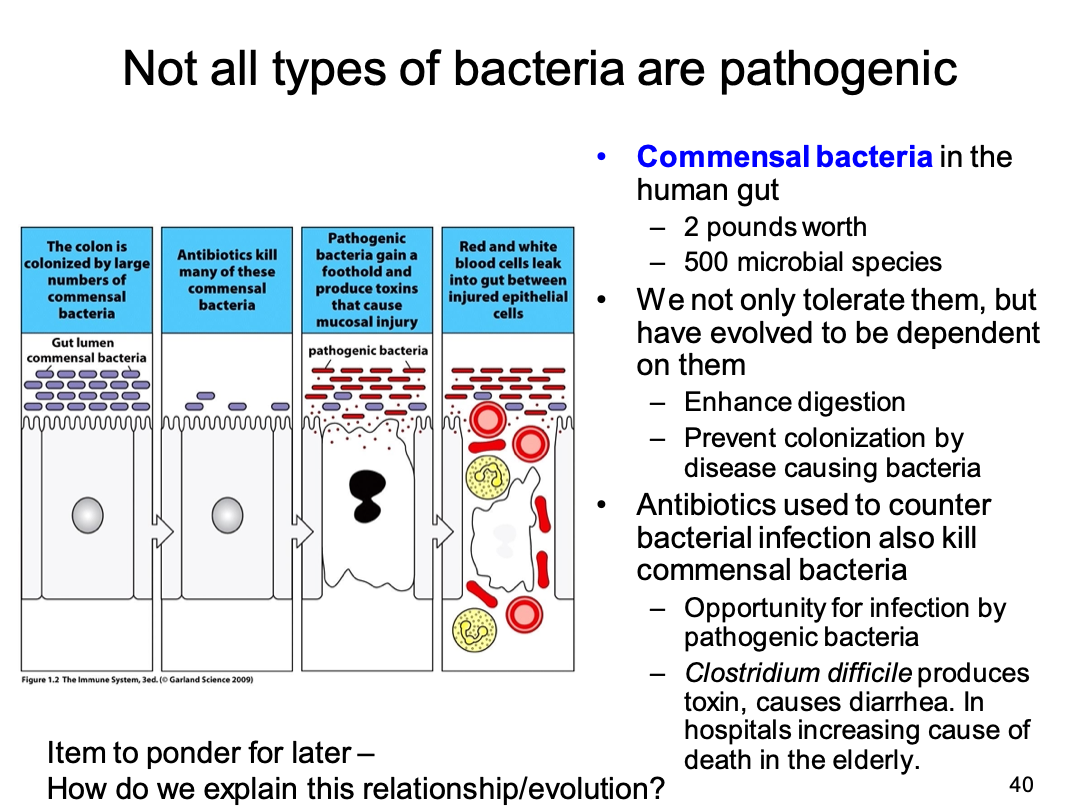 Not all types of bacteria are pathogenic
The colon is
colonized by large
numbers of
commensal
bacteria
Antibiotics kill
many of these
commensal
bacteria
Pathogenic
bacteria gain a
foothold and
produce toxins
that cause
mucosal injury
Red and white
blood cells leak
into gut between
injured epithelial
cells
Gut lumen
commensal bacteria
pathogenic bacteria
Figure 1.2 The Immune System, 3ed. (© Garland Science 2009)
• Commensal bacteria in the
human gut
– 2 pounds worth
– 500 microbial species
• We not only tolerate them, but
have evolved to be dependent
on them
– Enhance digestion
– Prevent colonization by
disease causing bacteria
• Antibiotics used to counter
bacterial infection also kill
commensal bacteria
– Opportunity for infection by
pathogenic bacteria
– Clostridium difficile produces
toxin, causes diarrhea. In
hospitals increasing cause of
death in the elderly.
Item to ponder for later –
How do we explain this relationship/evolution?
40